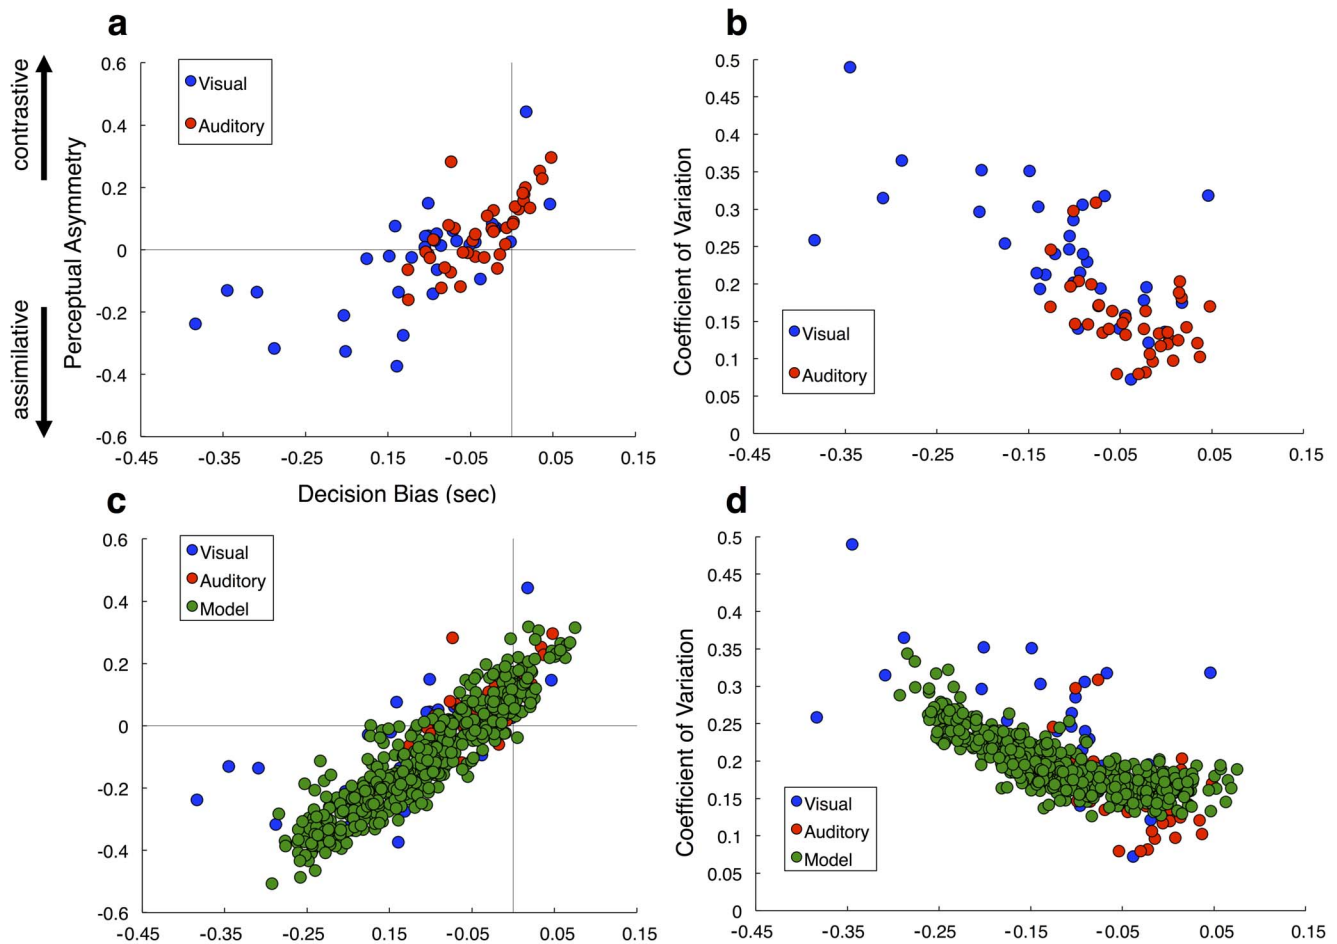 a
contrastive
assimilative
Perceptual Asymmetry
0.6
0.4
0.2
0
-0.2
-0.4
-0.6
Visual
Auditory
-0.45 -0.35 -0.25 0.15 -0.05 0.05 0.15
Decision Bias (sec)
b
Coefficient of Variation
0.5
0.45
0.4
0.35
0.3
0.25
0.2
0.15
0.1
0.05
0
Visual
Auditory
-0.45 -0.35 -0.25 -0.15 -0.05 0.05 0.15
c
0.6
0.4
0.2
0
-0.2
-0.4
-0.6
Visual
Auditory
Model
-0.45 -0.35 -0.25 0.15 -0.05 0.05 0.15
d
Coefficient of Variation
0.5
0.45
0.4
0.35
0.3
0.25
0.2
0.15
0.1
0.05
0
Visual
Auditory
Model
-0.45 -0.35 -0.25 -0.15 -0.05 0.05 0.15